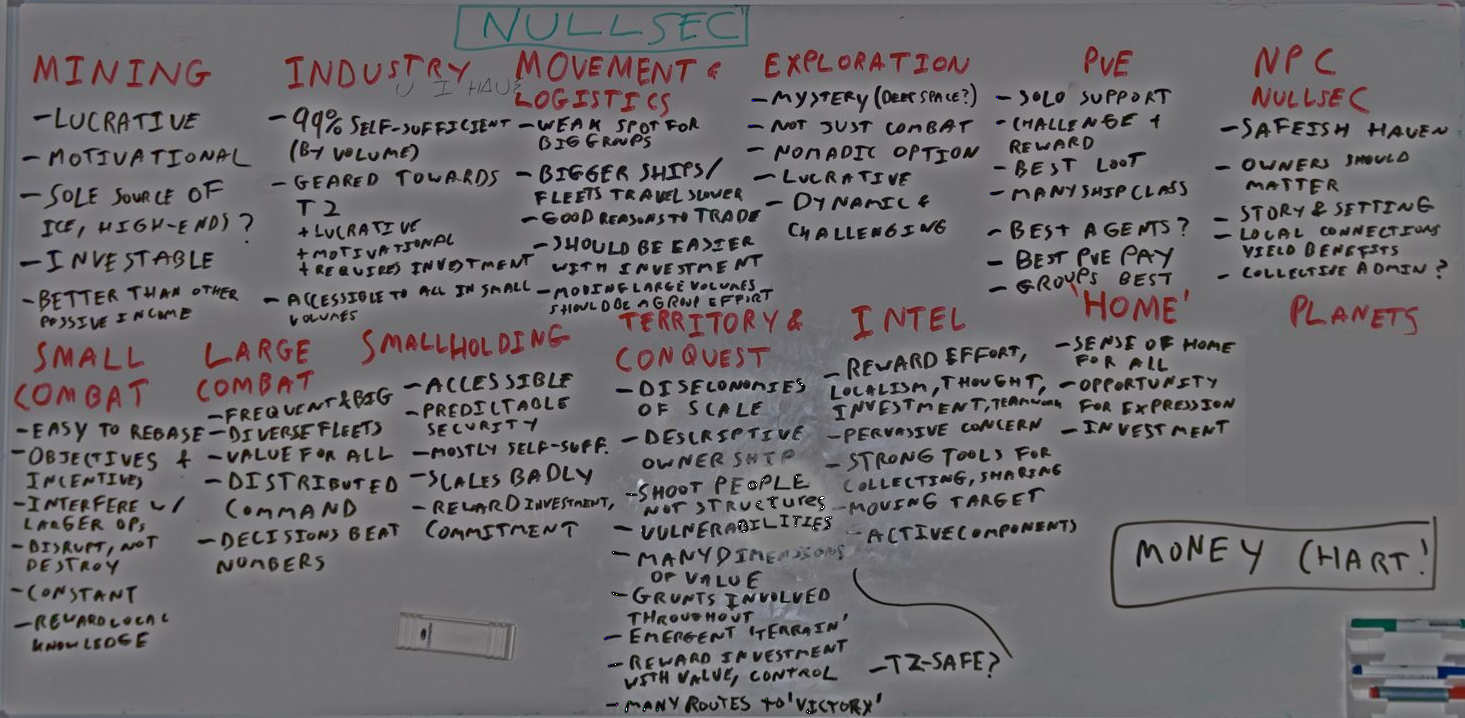 NULLSEC
MINING
- LUCRATIVE
- MOTIVATIONAL
- SOLE SOURCE OF
ICE, HIGH-ENDS?
- INVESTABLE
- BETTER THAN OTHER
PASSIVE INCOME
INDUSTRY
- 99% SELF-SUFFICIENT
(BY VOLUME)
- GEARED TOWARDS
T2
+ LUCRATIVE
+ MOTIVATIONAL
+ REQUIRES INVESTMENT
- ACCESSIBLE TO ALL IN SMALL
VOLUMES
MOVEMENT &
LOGISTICS
- WEAK SPOT FOR
BIG GROUPS
- BIGGER SHIPS/
FLEETS TRAVEL SLOWER
- GOOD REASONS TO TRADE
- SHOULD BE EASIER
WITH INVESTMENT
- MOVING LARGE VOLUMES
SHOULD BE A GROUP EFFORT
EXPLORATION
- MYSTERY (DEEP SPACE?)
- NOT JUST COMBAT
- NOMADIC OPTION
- LUCRATIVE
- DYNAMIC &
CHALLENGING
PVE
- SOLO SUPPORT
- CHALLENGE +
REWARD
- BEST LOOT
- MANY SHIP CLASS
- BEST AGENTS?
- BEST PVE PAY
- GROUPS BEST
NPC
NULLSEC
- SAFEISH HAVEN
- OWNERS SHOULD
MATTER
- STORY & SETTING
- LOCAL CONNECTIONS
YIELD BENEFITS
- COLLECTIVE ADMIN?
SMALL
COMBAT
- EASY TO REBASE
- OBJECTIVES +
INCENTIVES
- INTERFERE W/
LARGER OPS
- DISRUPT, NOT
DESTROY
- CONSTANT
- REWARD LOCAL
KNOWLEDGE
LARGE
COMBAT
- FREQUENT & BIG
- DIVERSE FLEETS
- VALUE FOR ALL
- DISTRIBUTED
COMMAND
- DECISIONS BEAT
NUMBERS
SMALLHOLDING
- ACCESSIBLE
- PREDICTABLE
SECURITY
- MOSTLY SELF-SUFF.
- SCALES BADLY
- REWARD INVESTMENT,
COMMITMENT
TERRITORY &
CONQUEST
- DISECONOMIES
OF SCALE
- DESCRIPTIVE
OWNERSHIP
- SHOOT PEOPLE
NOT STRUCTURES
- VULNERABILITIES
- MANY DIMENSIONS
OF VALUE
- GRUNTS INVOLVED
THROUGHOUT
- EMERGENT 'TERRAIN'
- REWARD INVESTMENT
WITH VALUE, CONTROL
- MANY ROUTES TO 'VICTORY'
INTEL
- REWARD EFFORT,
LOCALISM, THOUGHT,
INVESTMENT, TEAMWORK
- PERVASIVE CONCERN
- STRONG TOOLS FOR
COLLECTING, SHARING
- MOVING TARGET
- ACTIVE COMPONENTS
- TZ-SAFE?
'HOME'
- SENSE OF HOME
FOR ALL
- OPPORTUNITY
FOR EXPRESSION
- INVESTMENT
PLANETS
MONEY CHART!